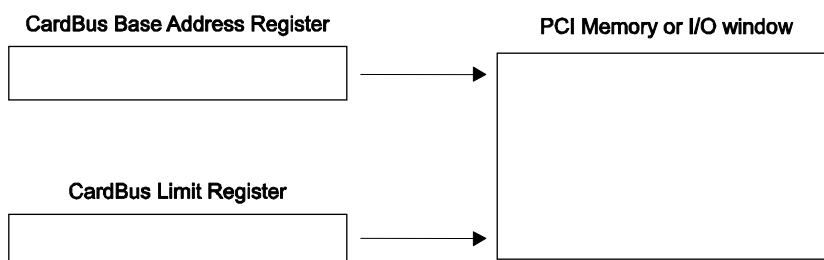 CardBus Base Address Register
PCI Memory or I/O window
CardBus Limit Register